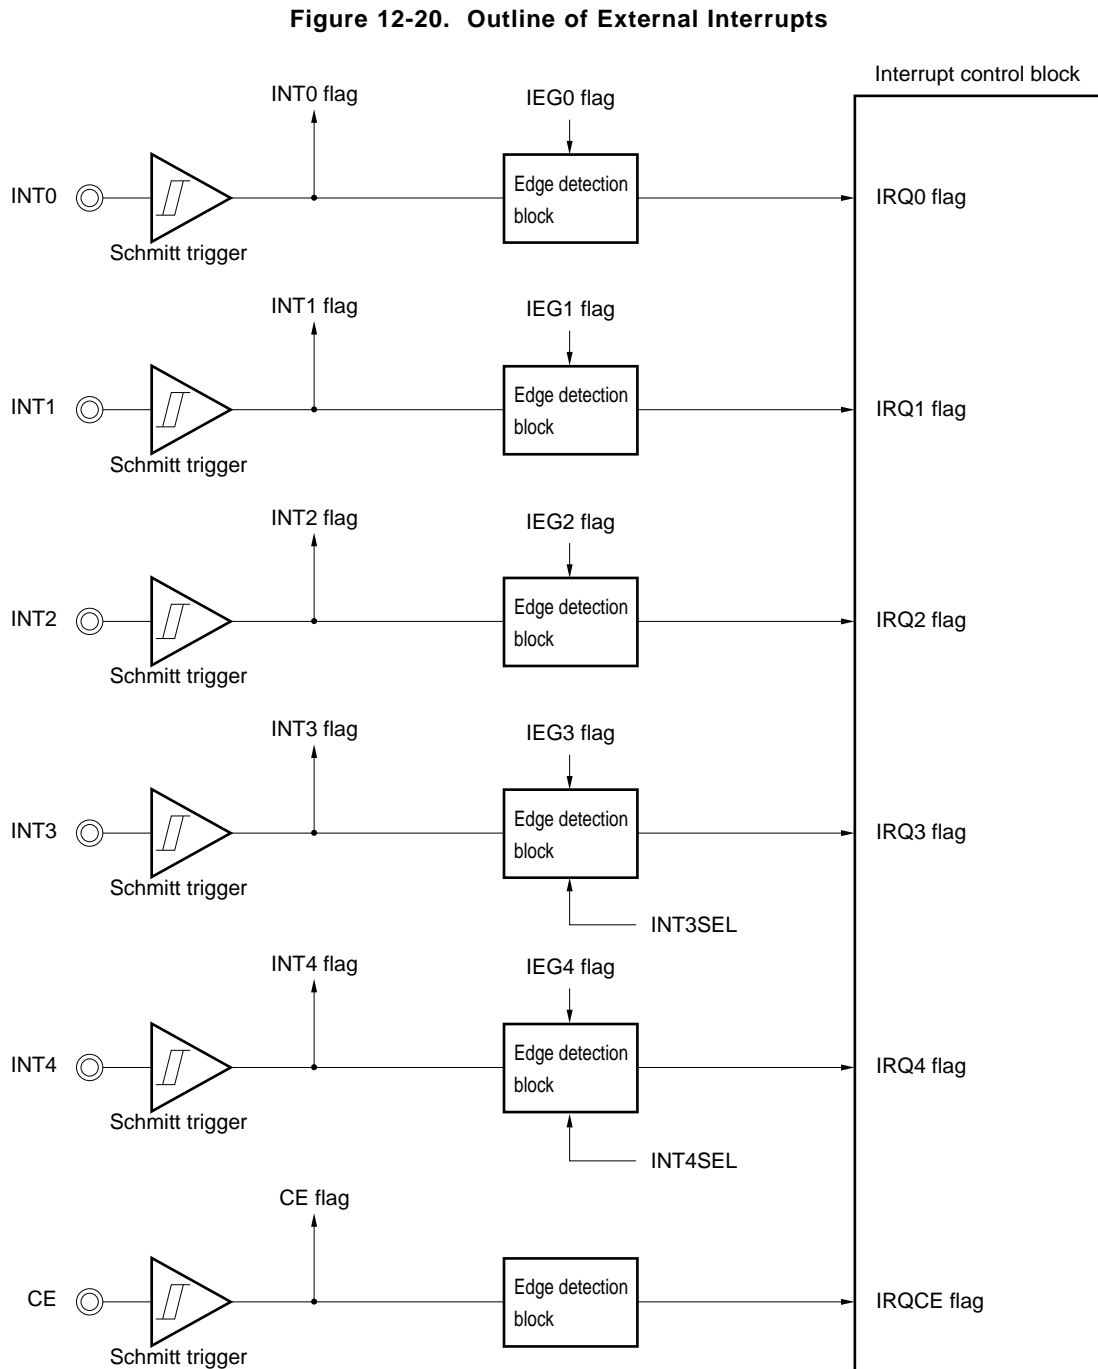 Figure 12-20. Outline of External Interrupts
Interrupt control block
INT0 flag
IEG0 flag
INT0
Edge detection
block
IRQ0 flag
Schmitt trigger
INT1 flag
IEG1 flag
INT1
Edge detection
block
IRQ1 flag
Schmitt trigger
INT2 flag
IEG2 flag
INT2
Edge detection
block
IRQ2 flag
Schmitt trigger
INT3 flag
IEG3 flag
INT3
Edge detection
block
IRQ3 flag
Schmitt trigger
INT3SEL
INT4 flag
IEG4 flag
INT4
Edge detection
block
IRQ4 flag
Schmitt trigger
INT4SEL
CE flag
CE
Edge detection
block
IRQCE flag
Schmitt trigger